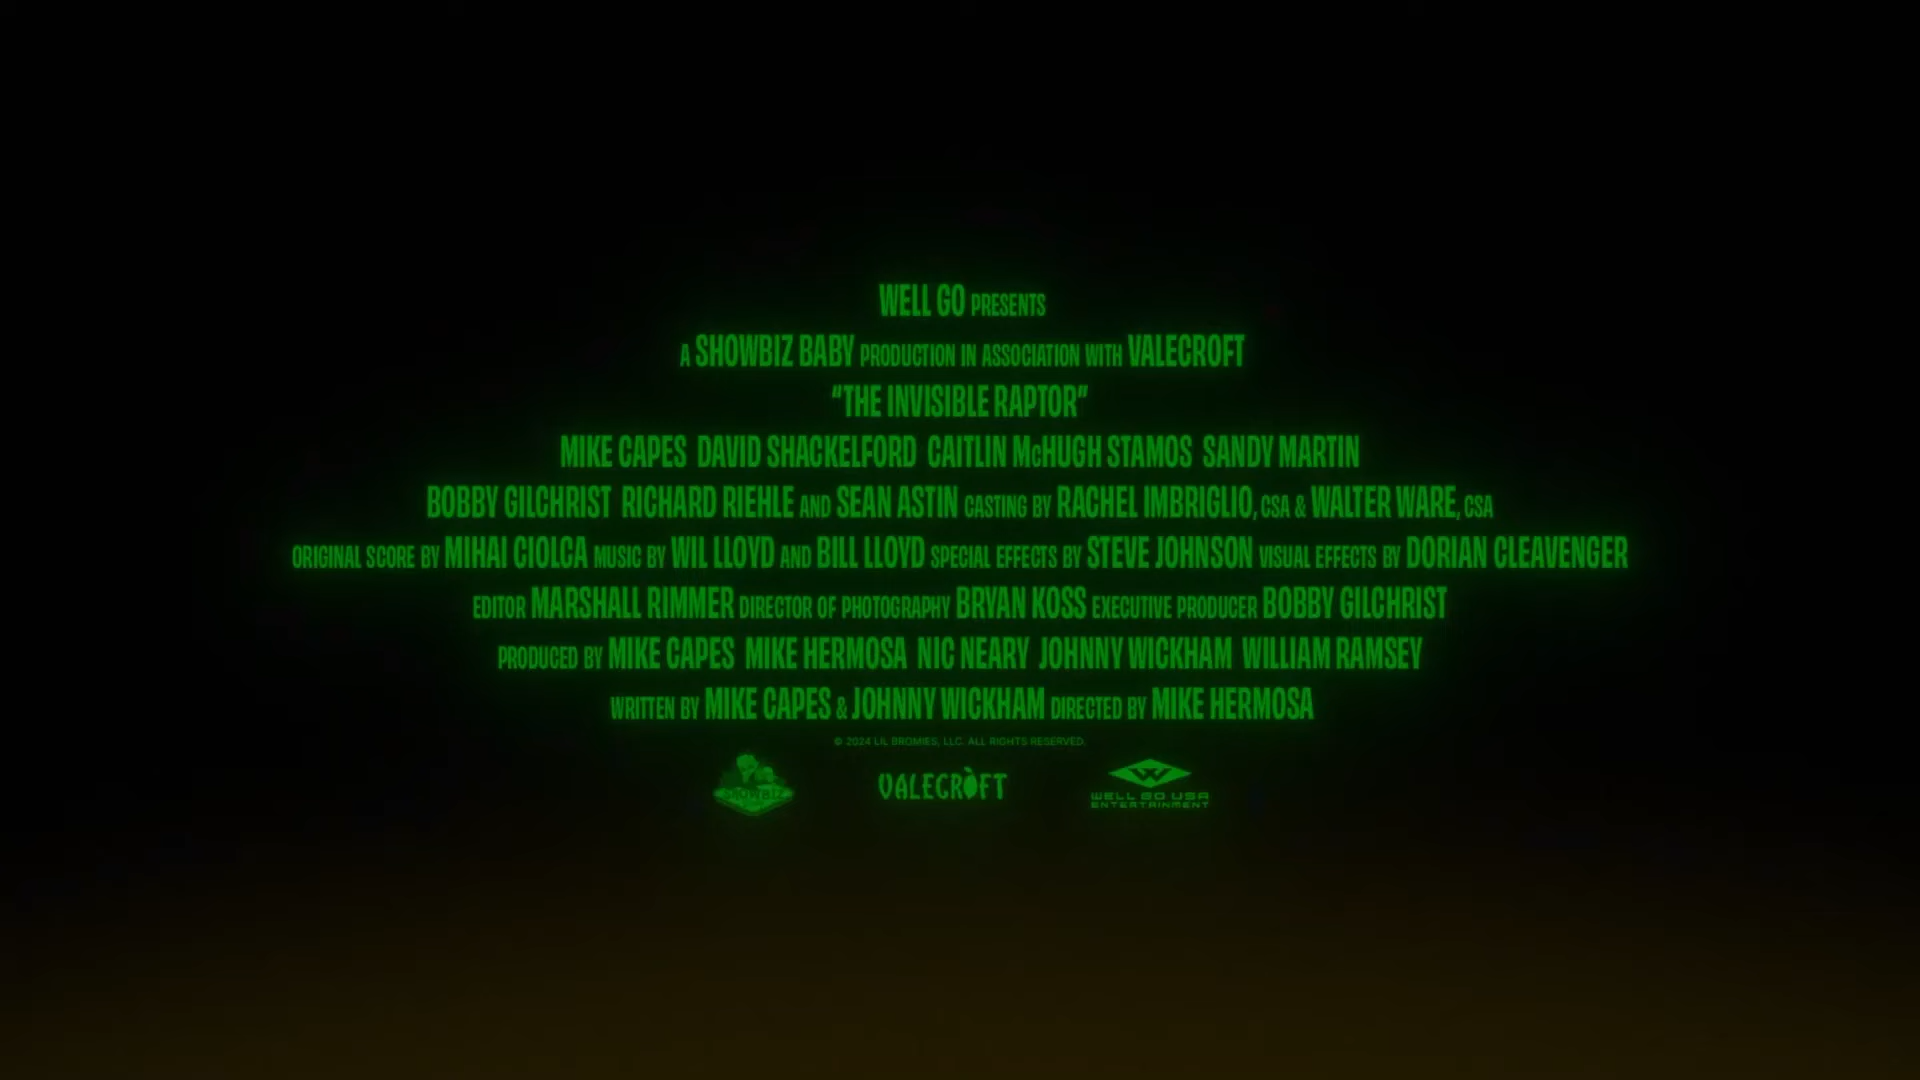 WELL GO PRESENTS
A SHOWBIZ BABY PRODUCTION IN ASSOCIATION WITH VALECROFT
"THE INVISIBLE RAPTOR"
MIKE CAPES DAVID SHACKELFORD CAITLIN McHUGH STAMOS SANDY MARTIN
BOBBY GILCHRIST RICHARD RIEHLE AND SEAN ASTIN CASTING BY RACHEL IMBRIGLIO, CSA & WALTER WARE, CSA
ORIGINAL SCORE BY MIHAI CIOLCA MUSIC BY WIL LLOYD AND BILL LLOYD SPECIAL EFFECTS BY STEVE JOHNSON VISUAL EFFECTS BY DORIAN CLEAVENGER
EDITOR MARSHALL RIMMER DIRECTOR OF PHOTOGRAPHY BRYAN KOSS EXECUTIVE PRODUCER BOBBY GILCHRIST
PRODUCED BY MIKE CAPES MIKE HERMOSA NIC NEARY JOHNNY WICKHAM WILLIAM RAMSEY
WRITTEN BY MIKE CAPES & JOHNNY WICKHAM DIRECTED BY MIKE HERMOSA
© 2024 LIL BROMIES, LLC. ALL RIGHTS RESERVED.
SHOWBIZ
VALECROFT
WELL GO USA
ENTERTAINMENT